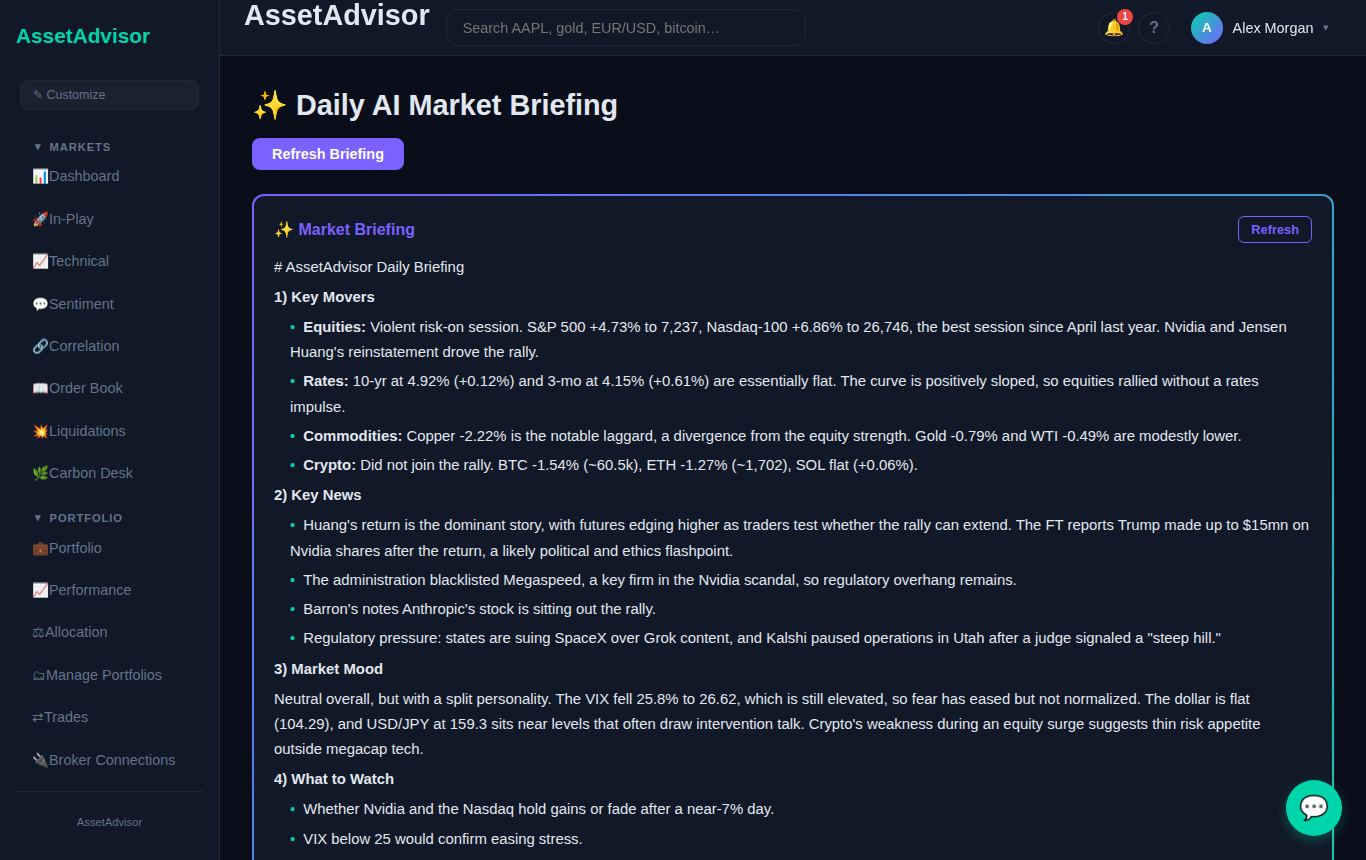 AssetAdvisor
AssetAdvisor
Search AAPL, gold, EUR/USD, bitcoin…
1
?
A
Alex Morgan
Customize
MARKETS
Dashboard
In-Play
Technical
Sentiment
Correlation
Order Book
Liquidations
Carbon Desk
PORTFOLIO
Portfolio
Performance
Allocation
Manage Portfolios
Trades
Broker Connections
AssetAdvisor
Daily AI Market Briefing
Refresh Briefing
Market Briefing
Refresh
# AssetAdvisor Daily Briefing
1) Key Movers
• Equities: Violent risk-on session. S&P 500 +4.73% to 7,237, Nasdaq-100 +6.86% to 26,746, the best session since April last year. Nvidia and Jensen
Huang's reinstatement drove the rally.
• Rates: 10-yr at 4.92% (+0.12%) and 3-mo at 4.15% (+0.61%) are essentially flat. The curve is positively sloped, so equities rallied without a rates
impulse.
• Commodities: Copper -2.22% is the notable laggard, a divergence from the equity strength. Gold -0.79% and WTI -0.49% are modestly lower.
• Crypto: Did not join the rally. BTC -1.54% (~60.5k), ETH -1.27% (~1,702), SOL flat (+0.06%).
2) Key News
• Huang's return is the dominant story, with futures edging higher as traders test whether the rally can extend. The FT reports Trump made up to $15mn on
Nvidia shares after the return, a likely political and ethics flashpoint.
• The administration blacklisted Megaspeed, a key firm in the Nvidia scandal, so regulatory overhang remains.
• Barron's notes Anthropic's stock is sitting out the rally.
• Regulatory pressure: states are suing SpaceX over Grok content, and Kalshi paused operations in Utah after a judge signaled a "steep hill."
3) Market Mood
Neutral overall, but with a split personality. The VIX fell 25.8% to 26.62, which is still elevated, so fear has eased but not normalized. The dollar is flat
(104.29), and USD/JPY at 159.3 sits near levels that often draw intervention talk. Crypto's weakness during an equity surge suggests thin risk appetite
outside megacap tech.
4) What to Watch
• Whether Nvidia and the Nasdaq hold gains or fade after a near-7% day.
• VIX below 25 would confirm easing stress.